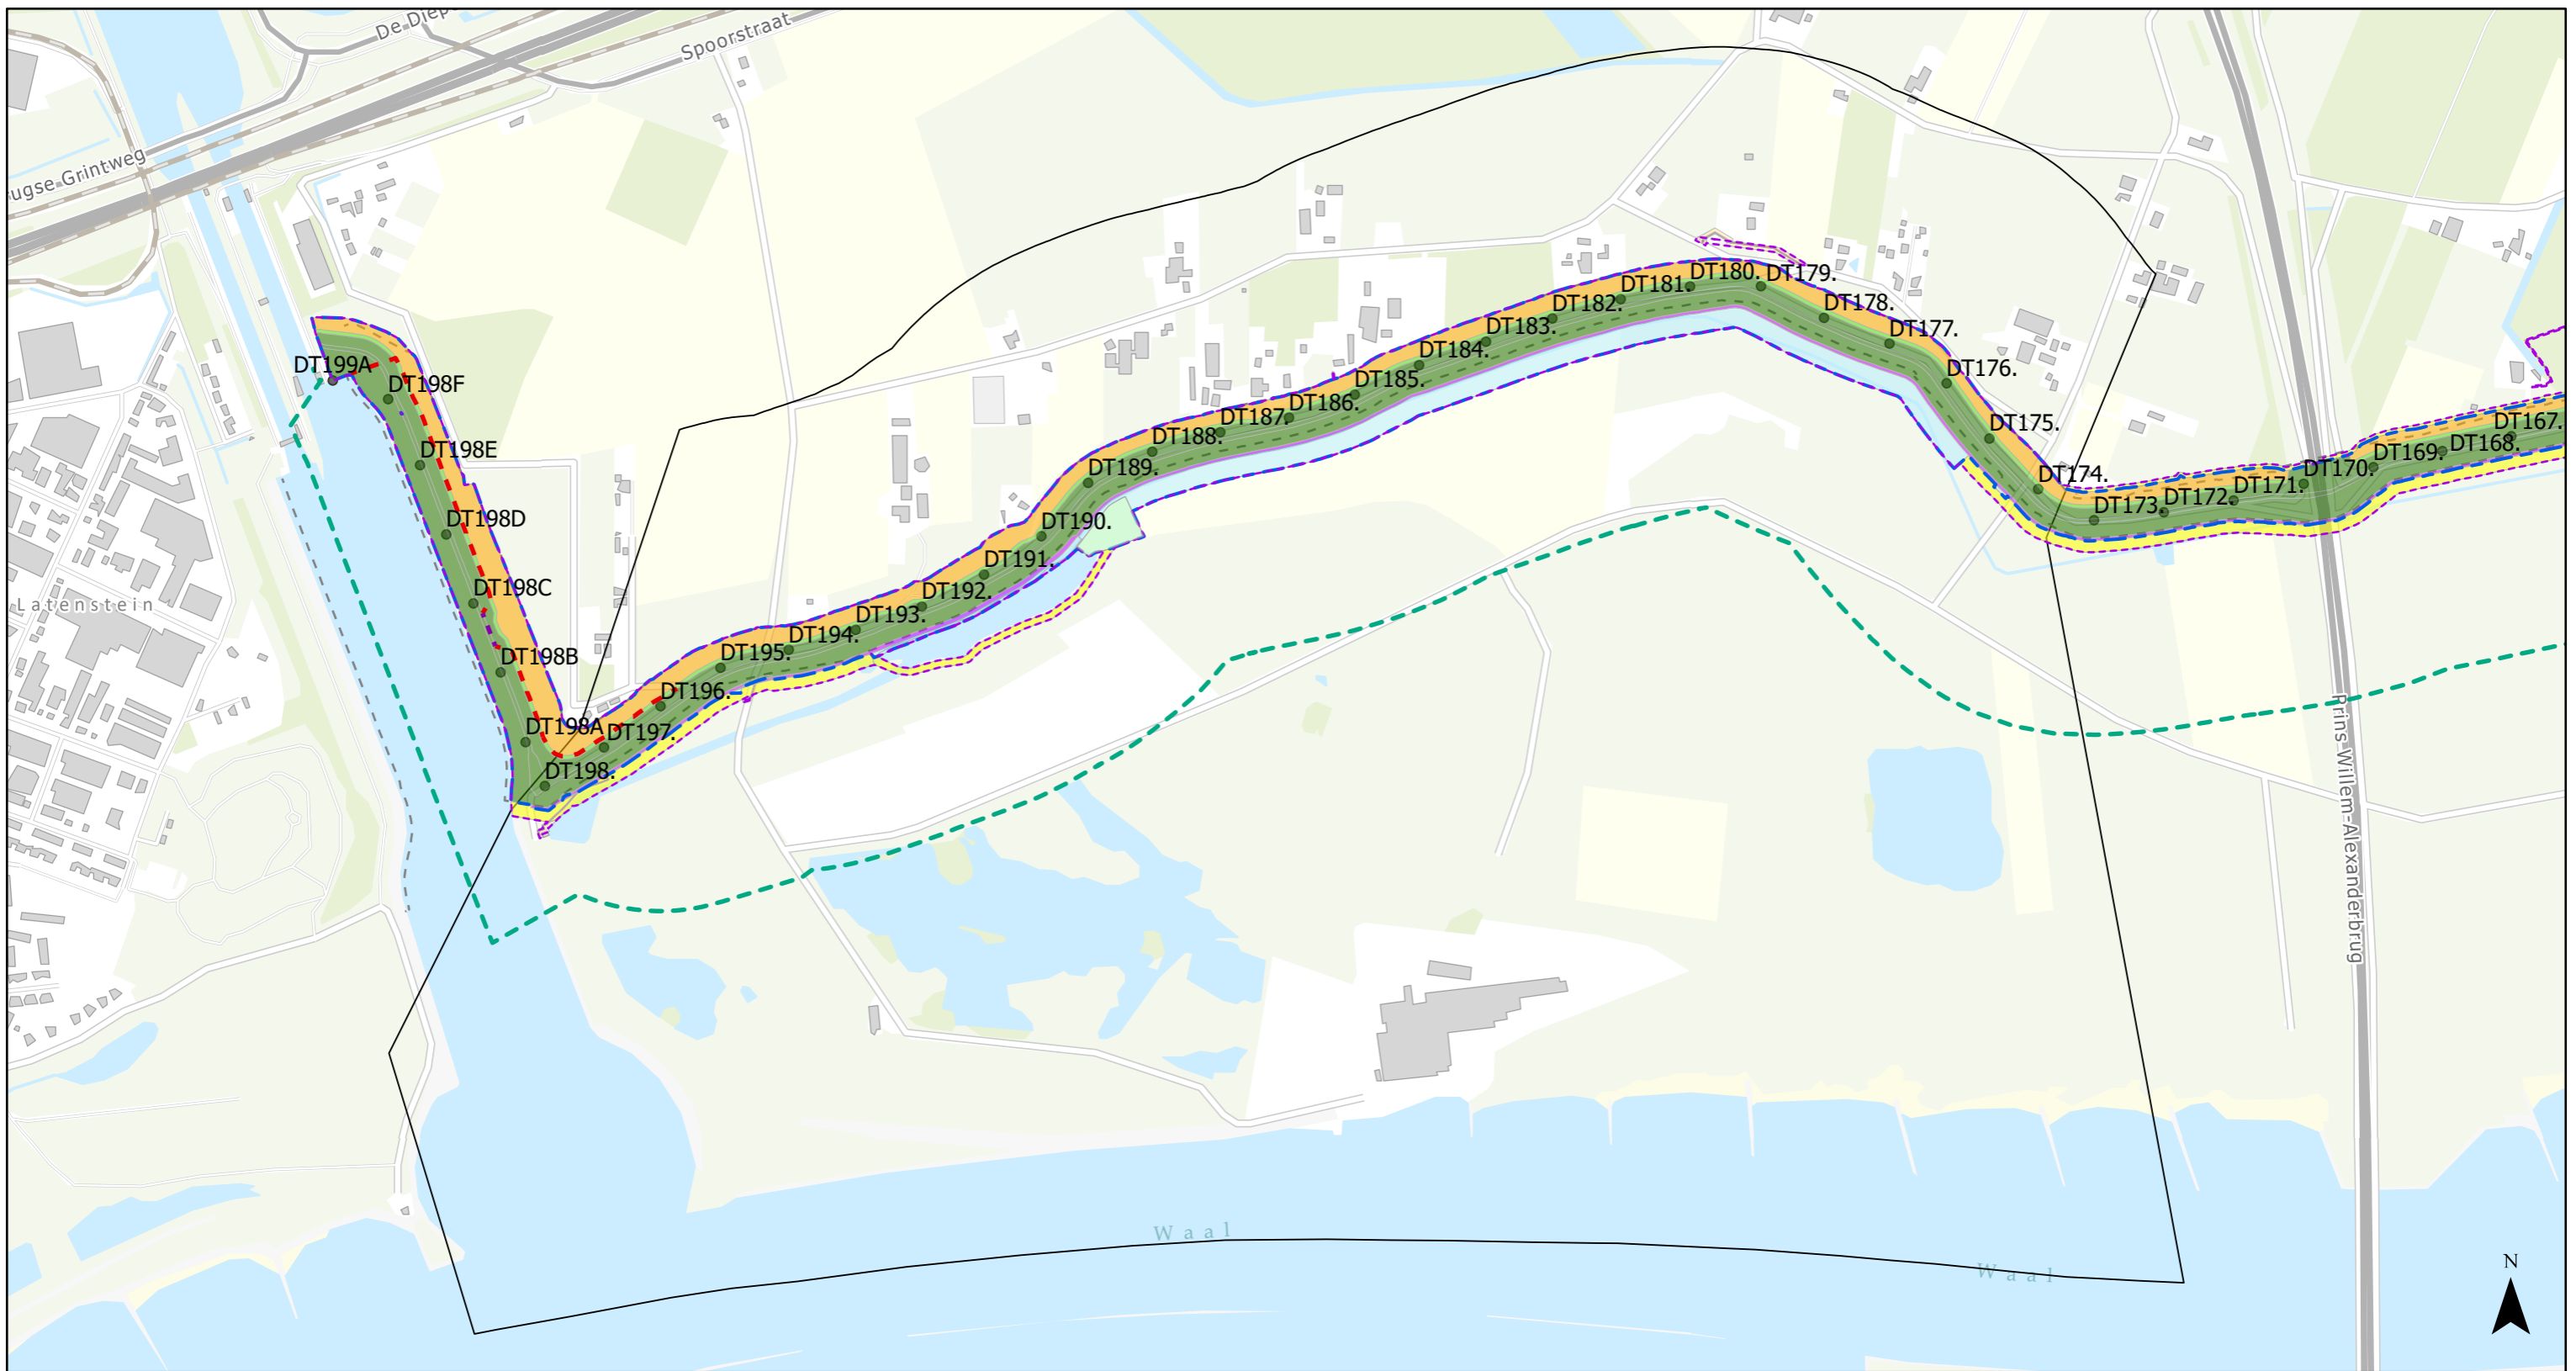 De Diep
Spoorstraat
ugse Grintweg
DT180.
DT179.
DT181.
DT182.
DT178.
DT183.
DT177.
DT184.
DT199A
DT185.
DT176.
DT198F
DT186.
DT187.
DT188.
DT175.
DT167.
DT198E
DT189.
DT168.
DT169.
DT170.
DT174.
DT171.
DT172.
DT173.
DT198D
DT190.
DT191.
DT198C
DT192.
Latenstein
DT193.
DT194.
DT198B
DT195.
DT196.
DT198A
DT197.
DT198.
Prins Willem-Alexanderbrug
Waal
Waal
N